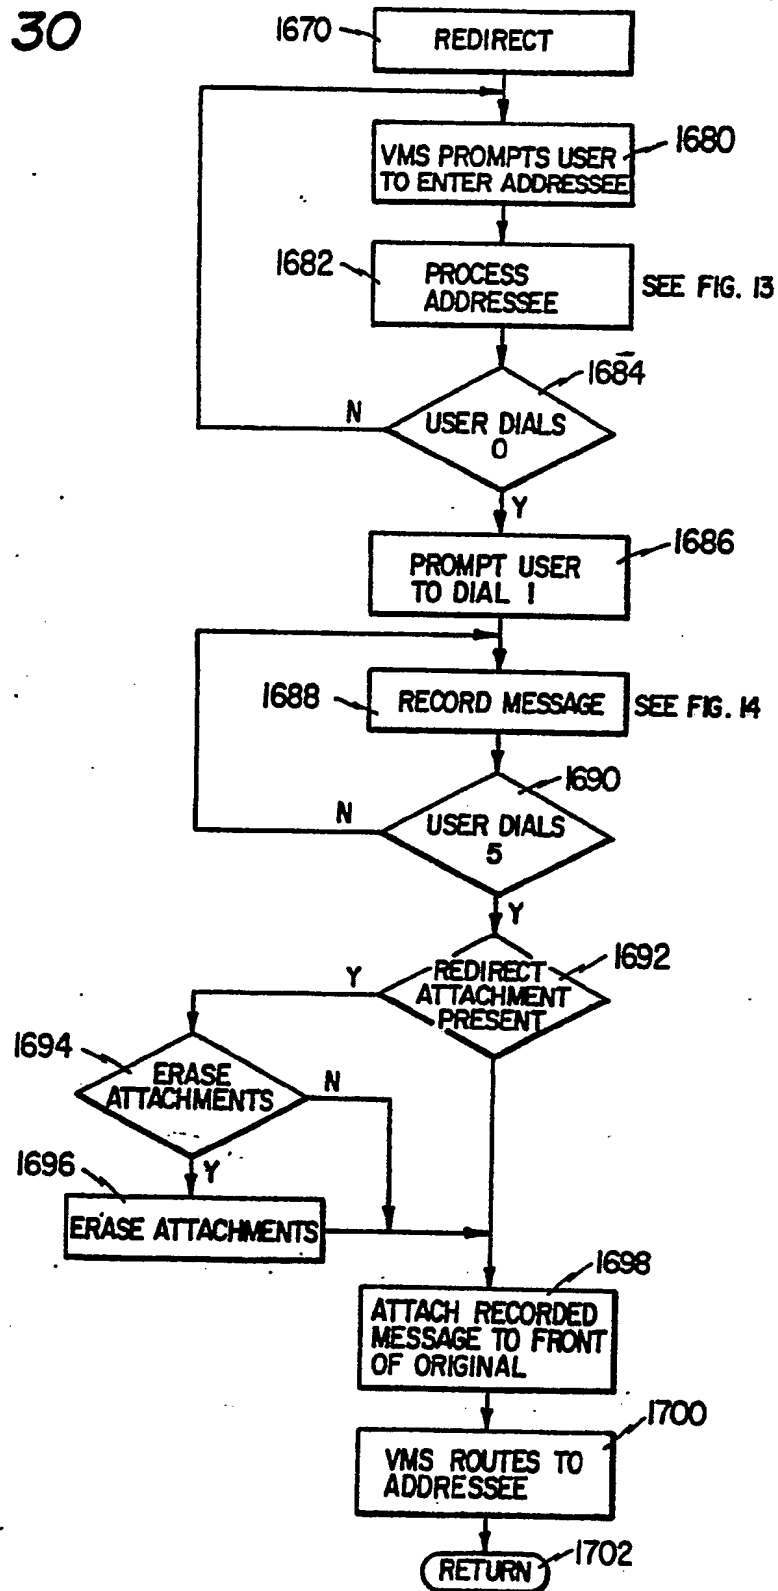 30
1670
REDIRECT
1680
VMS PROMPTS USER
TO ENTER ADDRESSEE
1682
PROCESS
ADDRESSEE
SEE FIG. 13
1684
USER DIALS
0
N
Y
1686
PROMPT USER
TO DIAL 1
1688
RECORD MESSAGE
SEE FIG. 14
1690
USER DIALS
5
N
Y
1692
REDIRECT
ATTACHMENT
PRESENT
Y
1694
ERASE
ATTACHMENTS
N
Y
1696
ERASE ATTACHMENTS
1698
ATTACH RECORDED
MESSAGE TO FRONT
OF ORIGINAL
1700
VMS ROUTES TO
ADDRESSEE
RETURN
1702